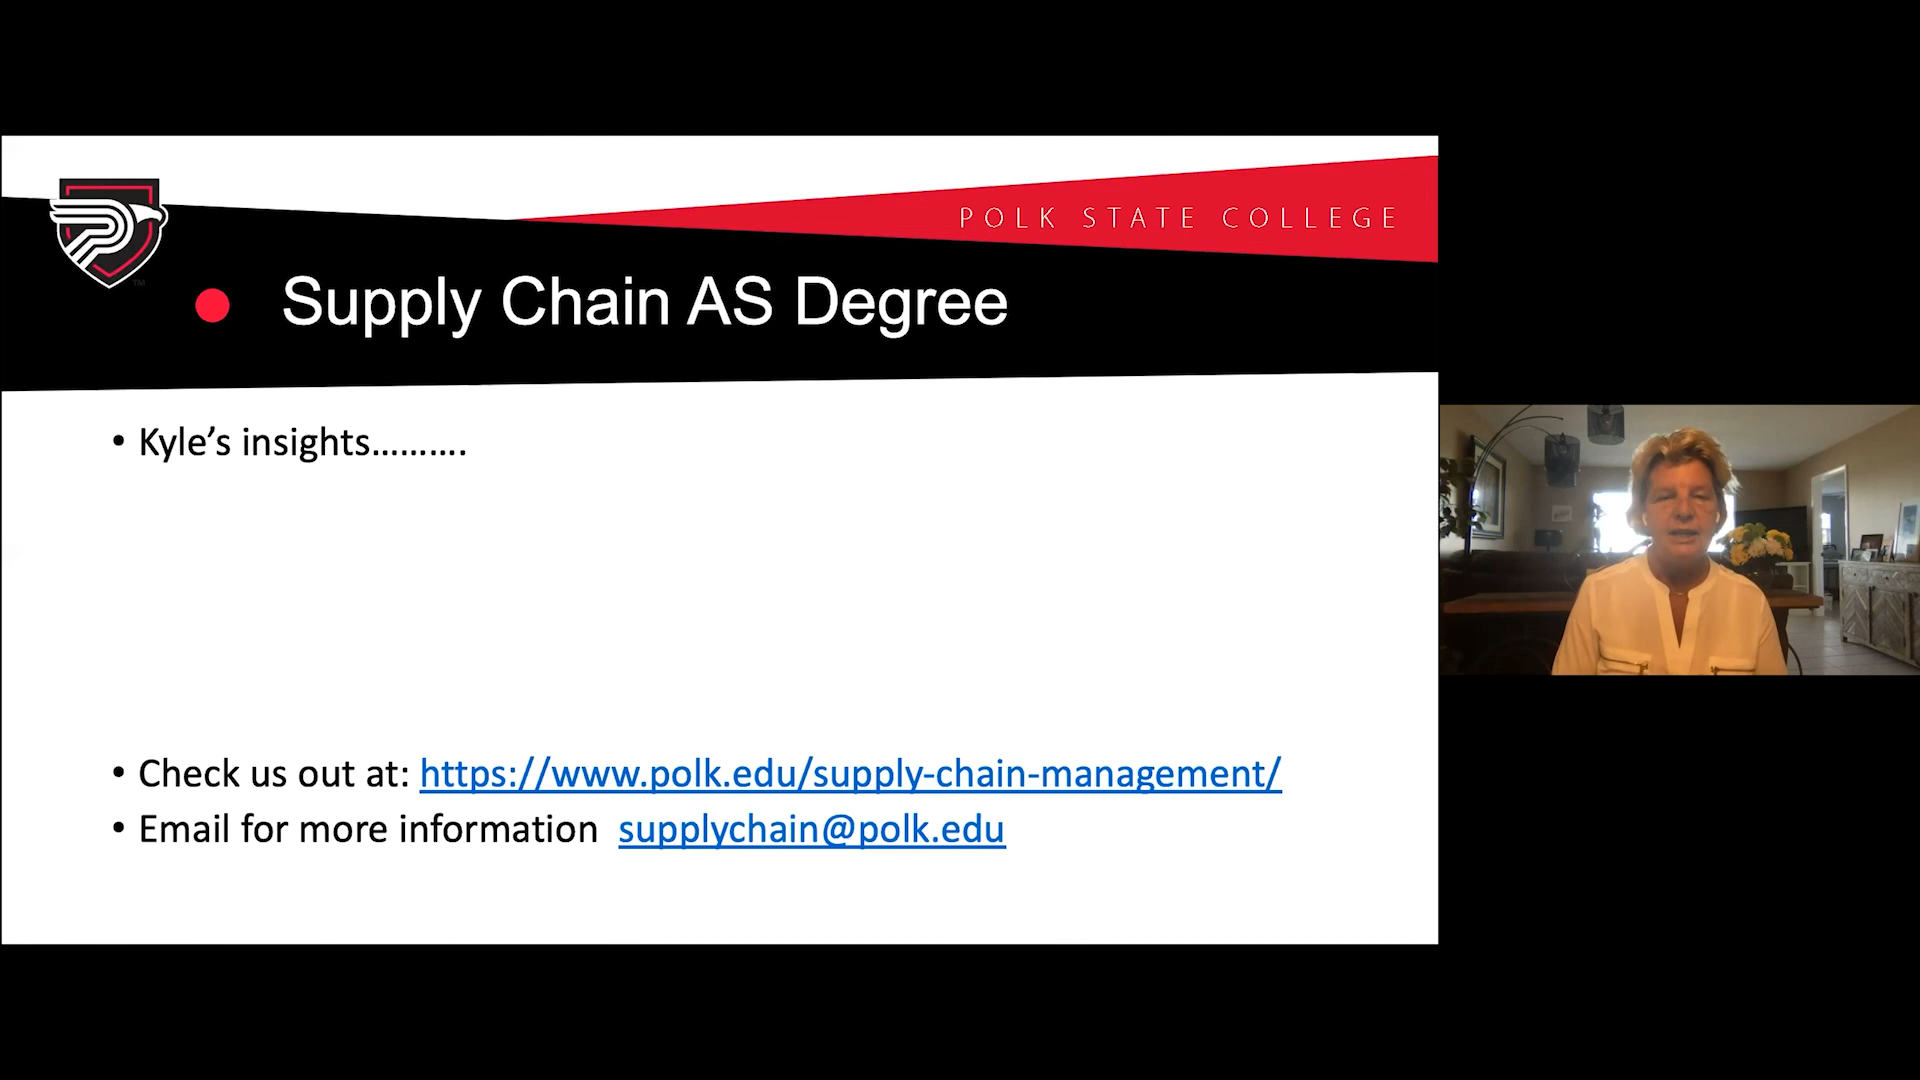 POLK STATE COLLEGE
TM
• Supply Chain AS Degree
• Kyle’s insights……….
• Check us out at: https://www.polk.edu/supply-chain-management/
• Email for more information supplychain@polk.edu